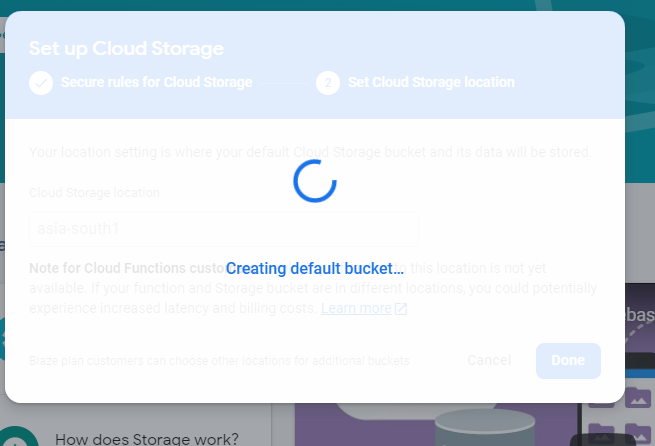 Set up Cloud Storage
Secure rules for Cloud Storage
2 Set Cloud Storage location
Your location setting is where your default Cloud Storage bucket and its data will be stored.
Cloud Storage location
asia-south1
Creating default bucket...
Note for Cloud Functions custo this location is not yet
available. If your function and Storage bucket are in different locations, you could potentially
experience increased latency and billing costs. Learn more
Blaze plan customers can choose other locations for additional buckets
Cancel
Done
ebas
How does Storage work?